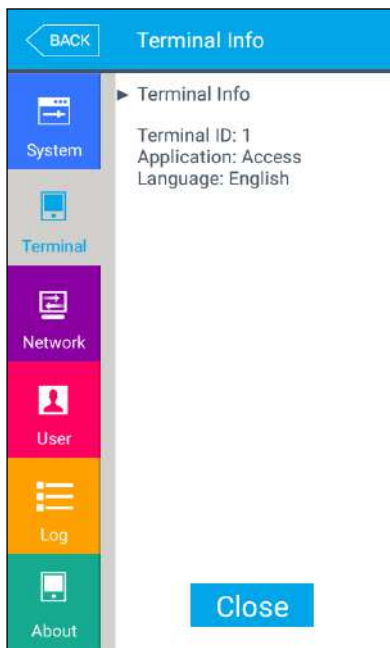 BACK
Terminal Info
System
Terminal
Network
User
Log
About
► Terminal Info
Terminal ID: 1
Application: Access
Language: English
Close